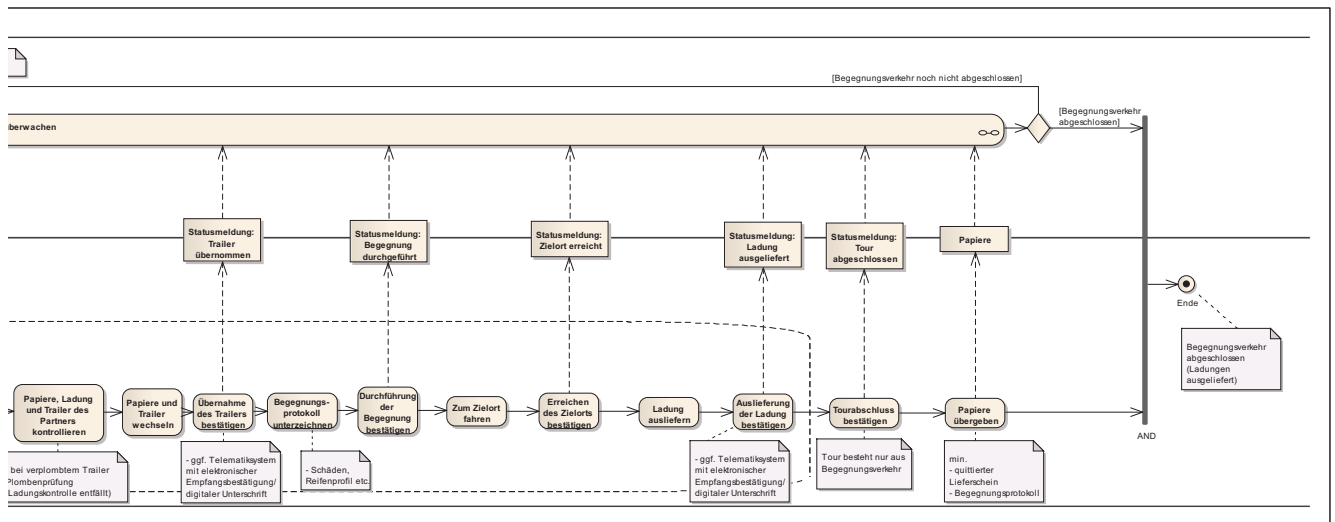 [Begegnungsverkehr noch nicht abgeschlossen]
[Begegnungsverkehr
abgeschlossen]
überwachen
Statusmeldung:
Trailer
übernommen
Statusmeldung:
Begegnung
durchgeführt
Statusmeldung:
Zielort erreicht
Statusmeldung:
Ladung
ausgeliefert
Statusmeldung:
Tour
abgeschlossen
Papiere
Ende
Begegnungsverkehr
abgeschlossen
(Ladungen
ausgeliefert)
Papiere, Ladung
und Trailer des
Partners
kontrollieren
Papiere und
Trailer
wechseln
Übernahme
des Trailers
bestätigen
Begegnungs-
protokoll
unterzeichnen
Durchführung
der
Begegnung
bestätigen
Zum Zielort
fahren
Erreichen
des Zielorts
bestätigen
Ladung
ausliefern
Auslieferung
der Ladung
bestätigen
Tourabschluss
bestätigen
Papiere
übergeben
AND
bei verplombtem Trailer
Plombenprüfung
Ladungskontrolle entfällt)
- ggf. Telematiksystem
mit elektronischer
Empfangsbestätigung/
digitaler Unterschrift
- Schäden,
Reifenprofil etc.
- ggf. Telematiksystem
mit elektronischer
Empfangsbestätigung/
digitaler Unterschrift
Tour besteht nur aus
Begegnungsverkehr
min.
- quittierter
Lieferschein
- Begegnungsprotokoll